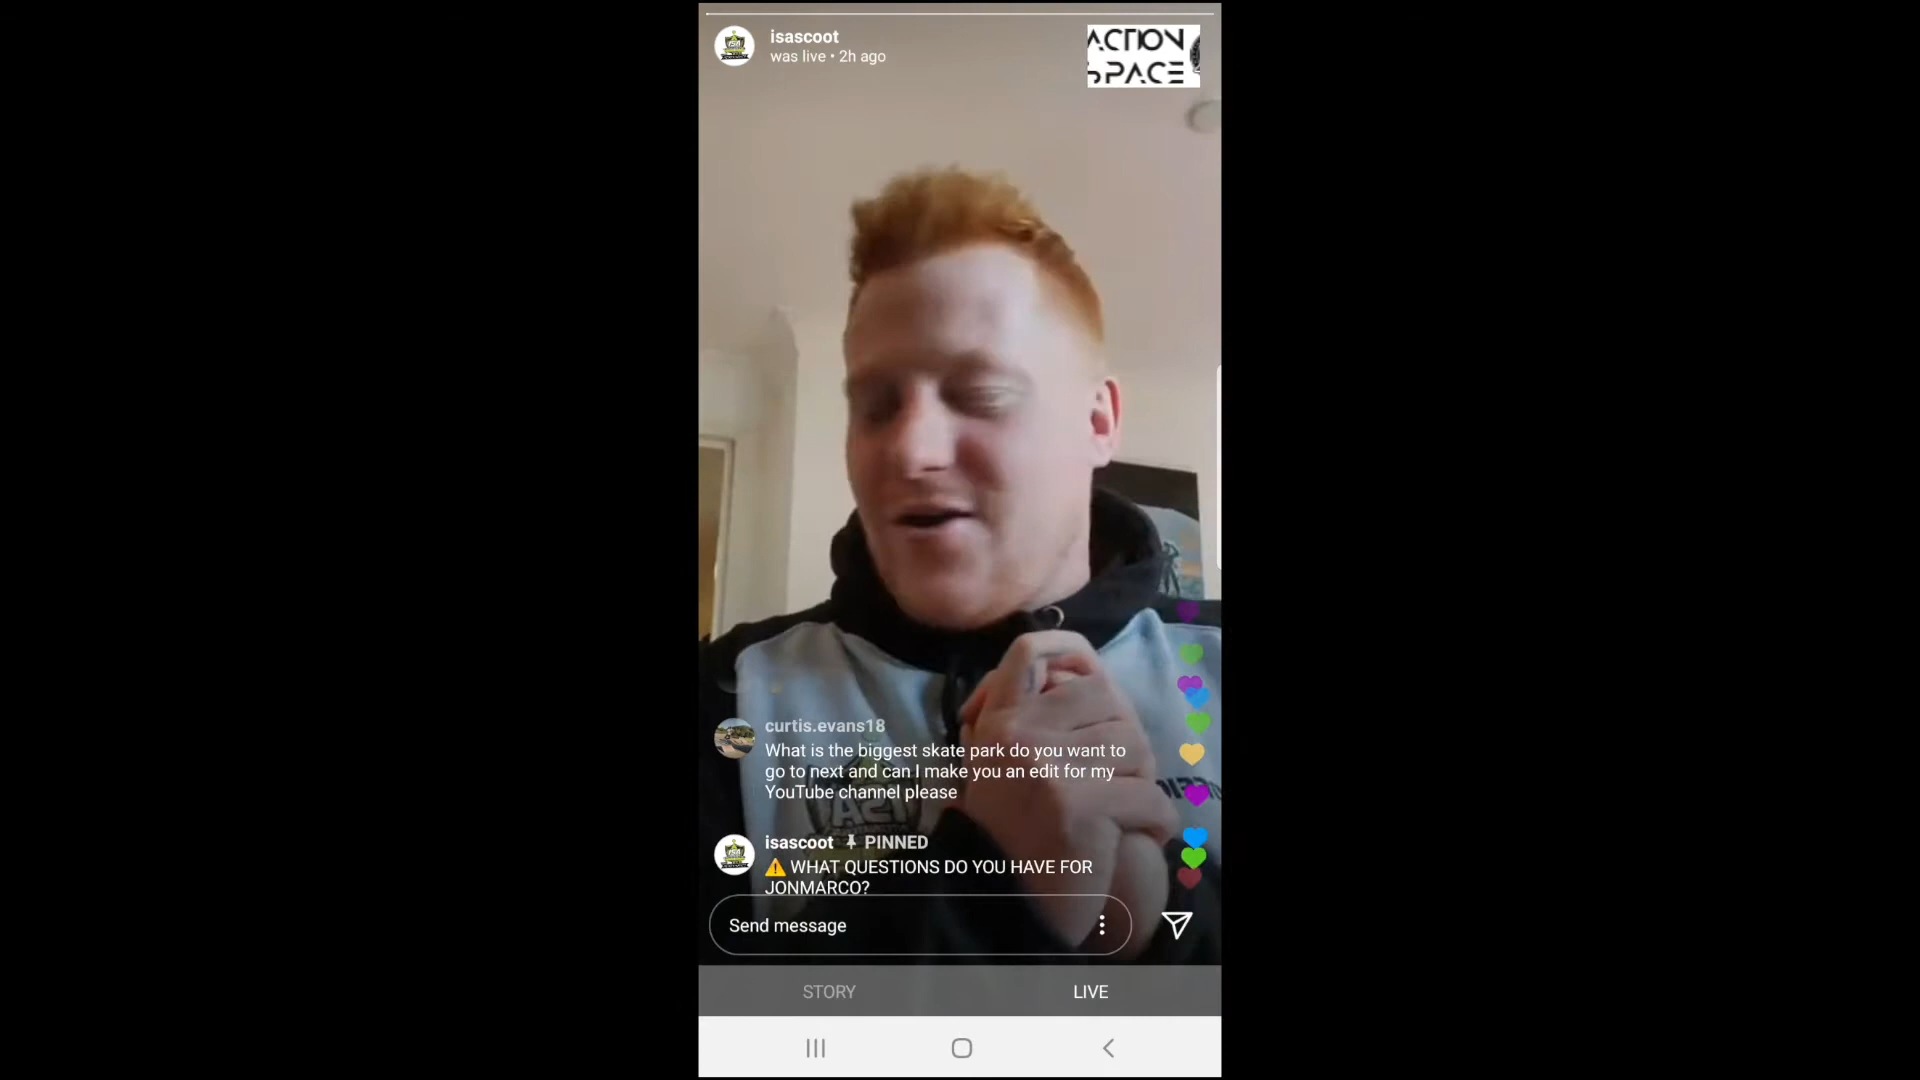 isascoot
was live • 2h ago
ACTION
SPACE
curtis.evans18
What is the biggest skate park do you want to
go to next and can I make you an edit for my
YouTube channel please
ISA
isascoot PINNED
⚠ WHAT QUESTIONS DO YOU HAVE FOR
JONMARCO?
Send message
STORY
LIVE